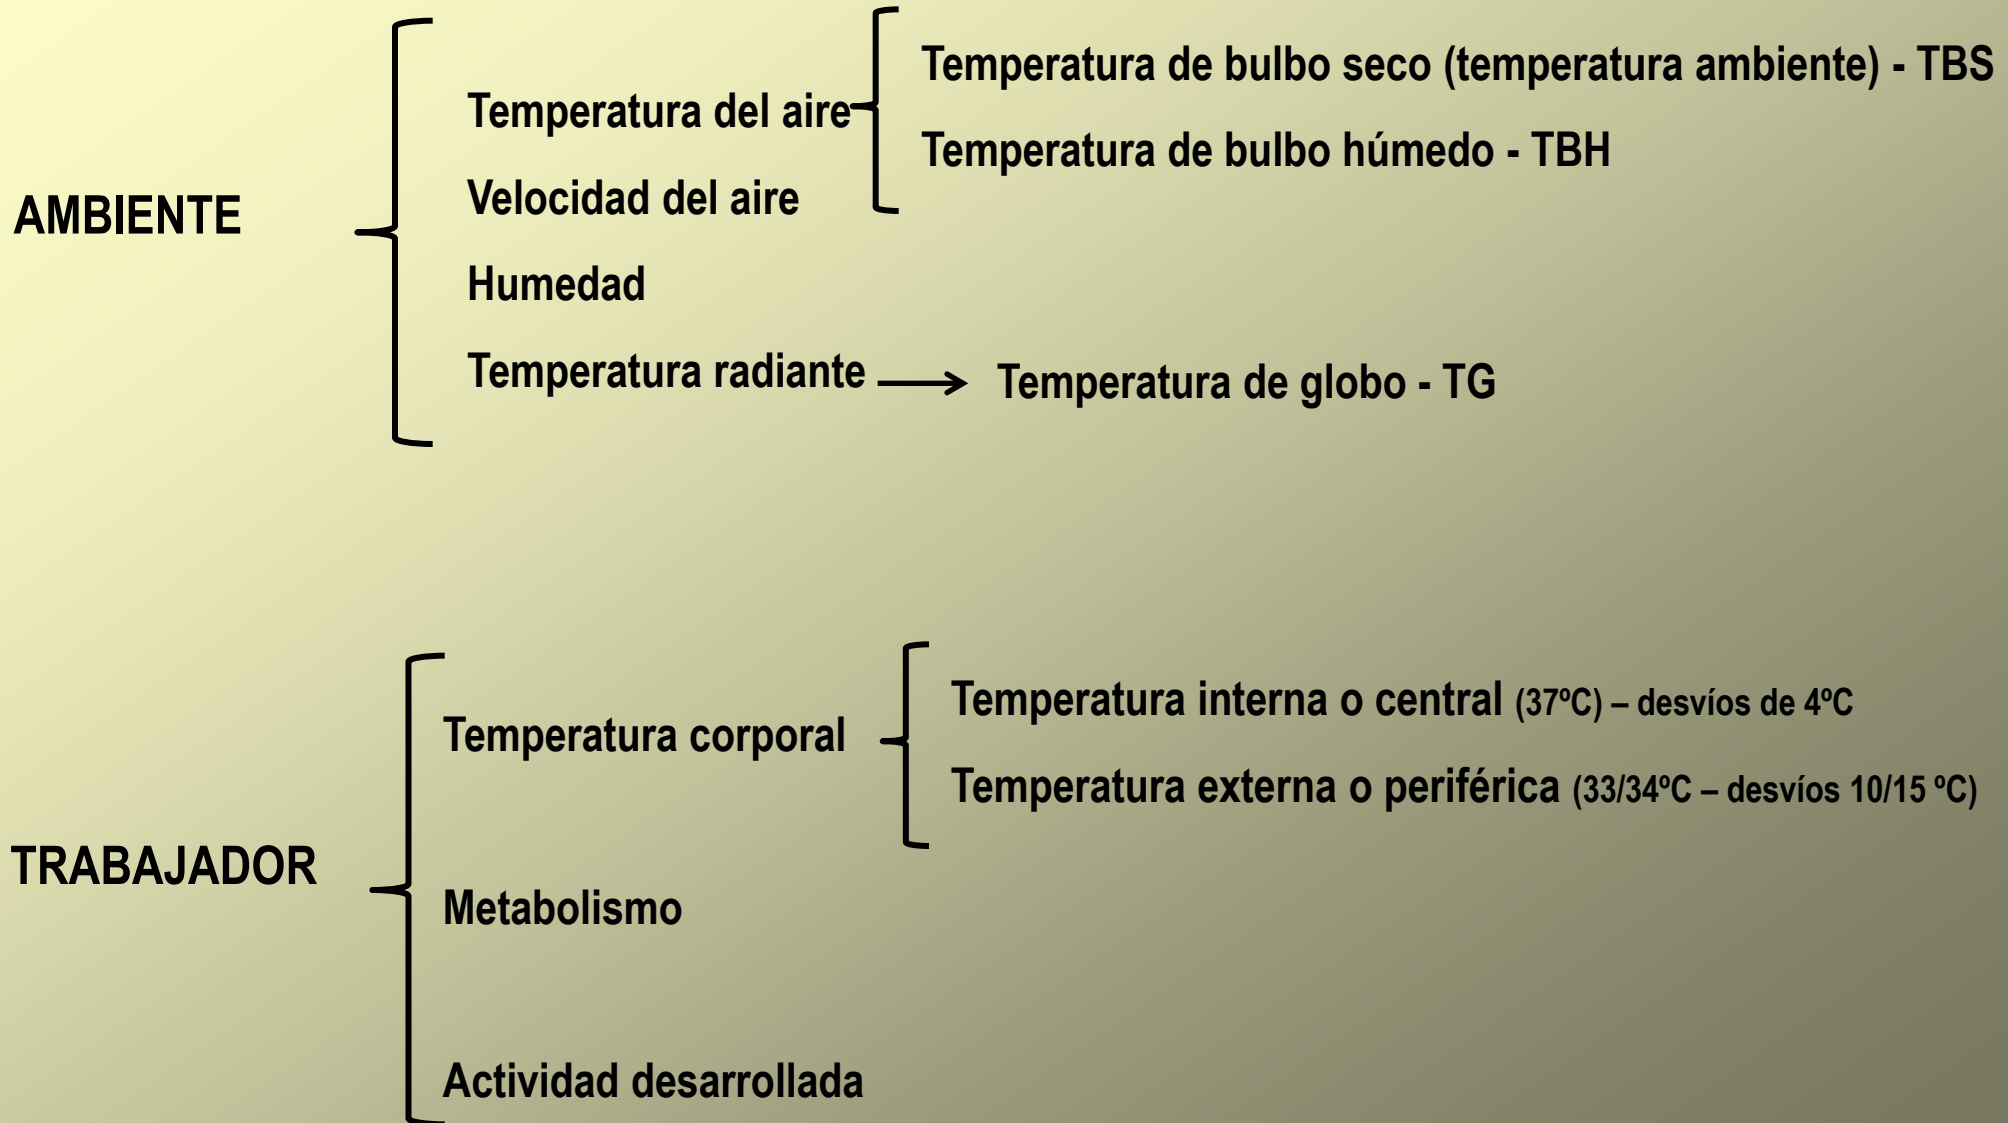 AMBIENTE
Temperatura del aire
Temperatura de bulbo seco (temperatura ambiente) - TBS
Temperatura de bulbo húmedo - TBH
Velocidad del aire
Humedad
Temperatura radiante
Temperatura de globo - TG
TRABAJADOR
Temperatura corporal
Temperatura interna o central (37ºC) – desvíos de 4ºC
Temperatura externa o periférica (33/34ºC – desvíos 10/15 ºC)
Metabolismo
Actividad desarrollada